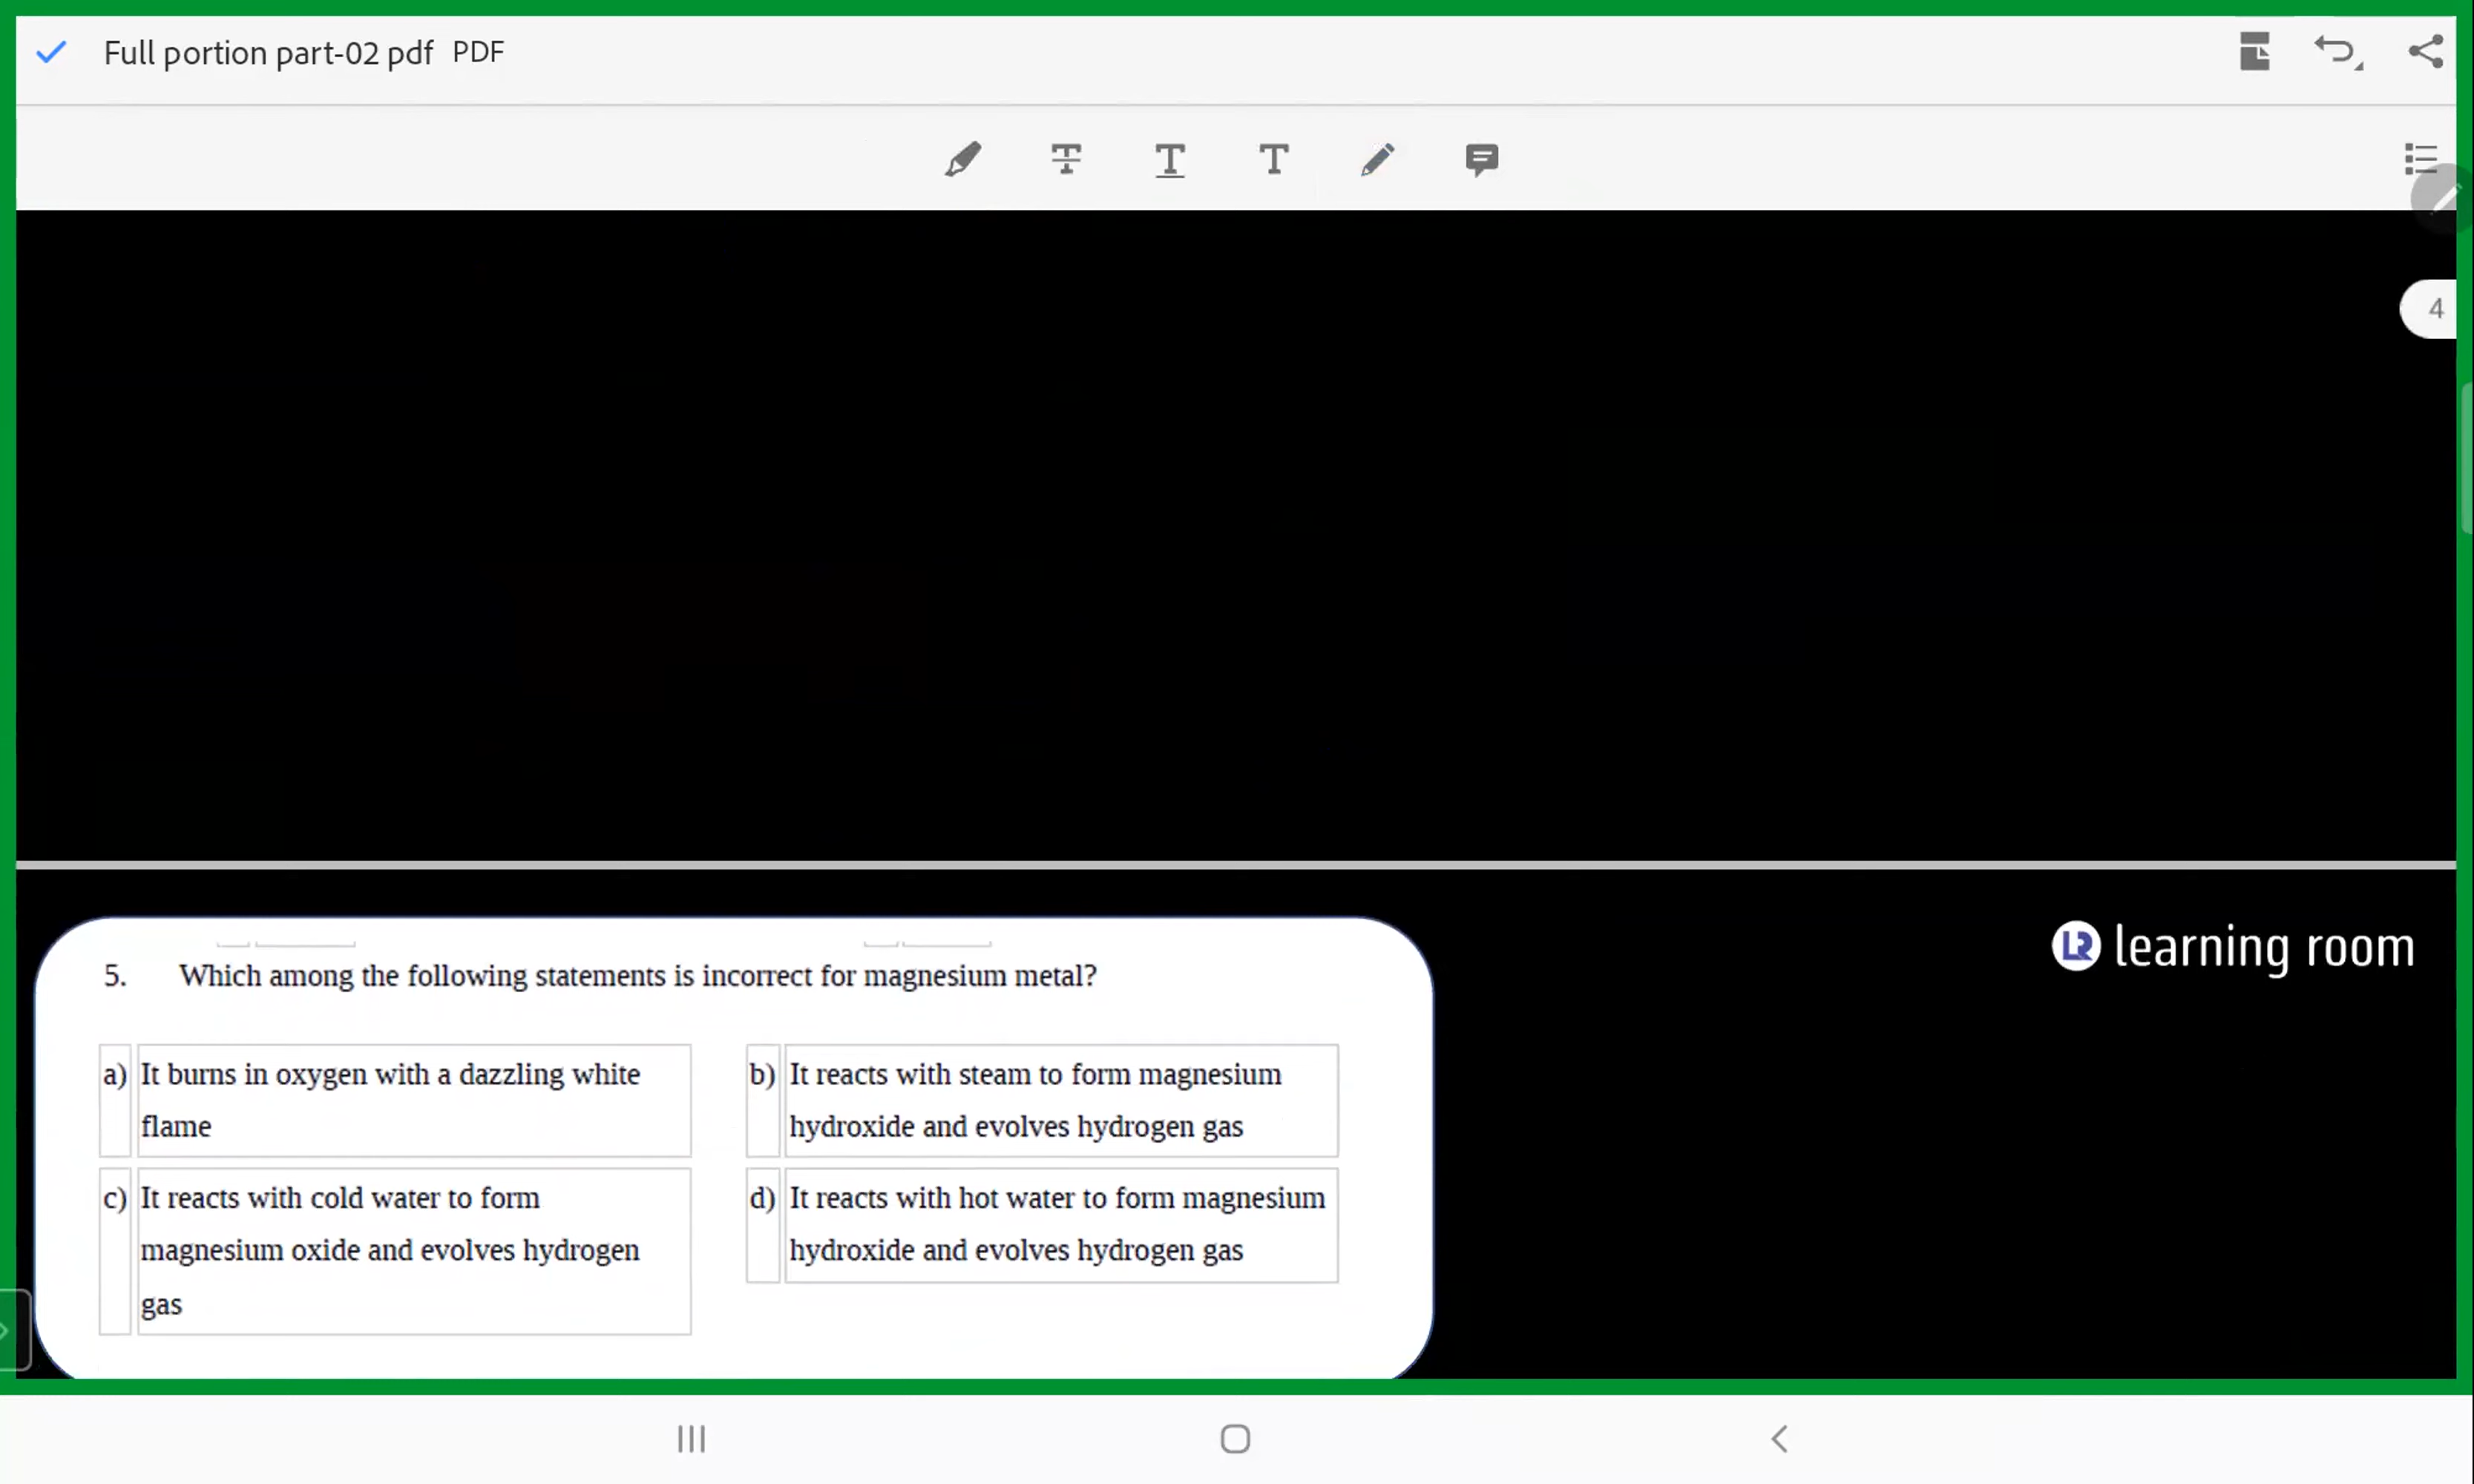 Full portion part-02 pdf PDF
4
learning room
5. Which among the following statements is incorrect for magnesium metal?
a) It burns in oxygen with a dazzling white
flame
b) It reacts with steam to form magnesium
hydroxide and evolves hydrogen gas
c) It reacts with cold water to form
magnesium oxide and evolves hydrogen
gas
d) It reacts with hot water to form magnesium
hydroxide and evolves hydrogen gas